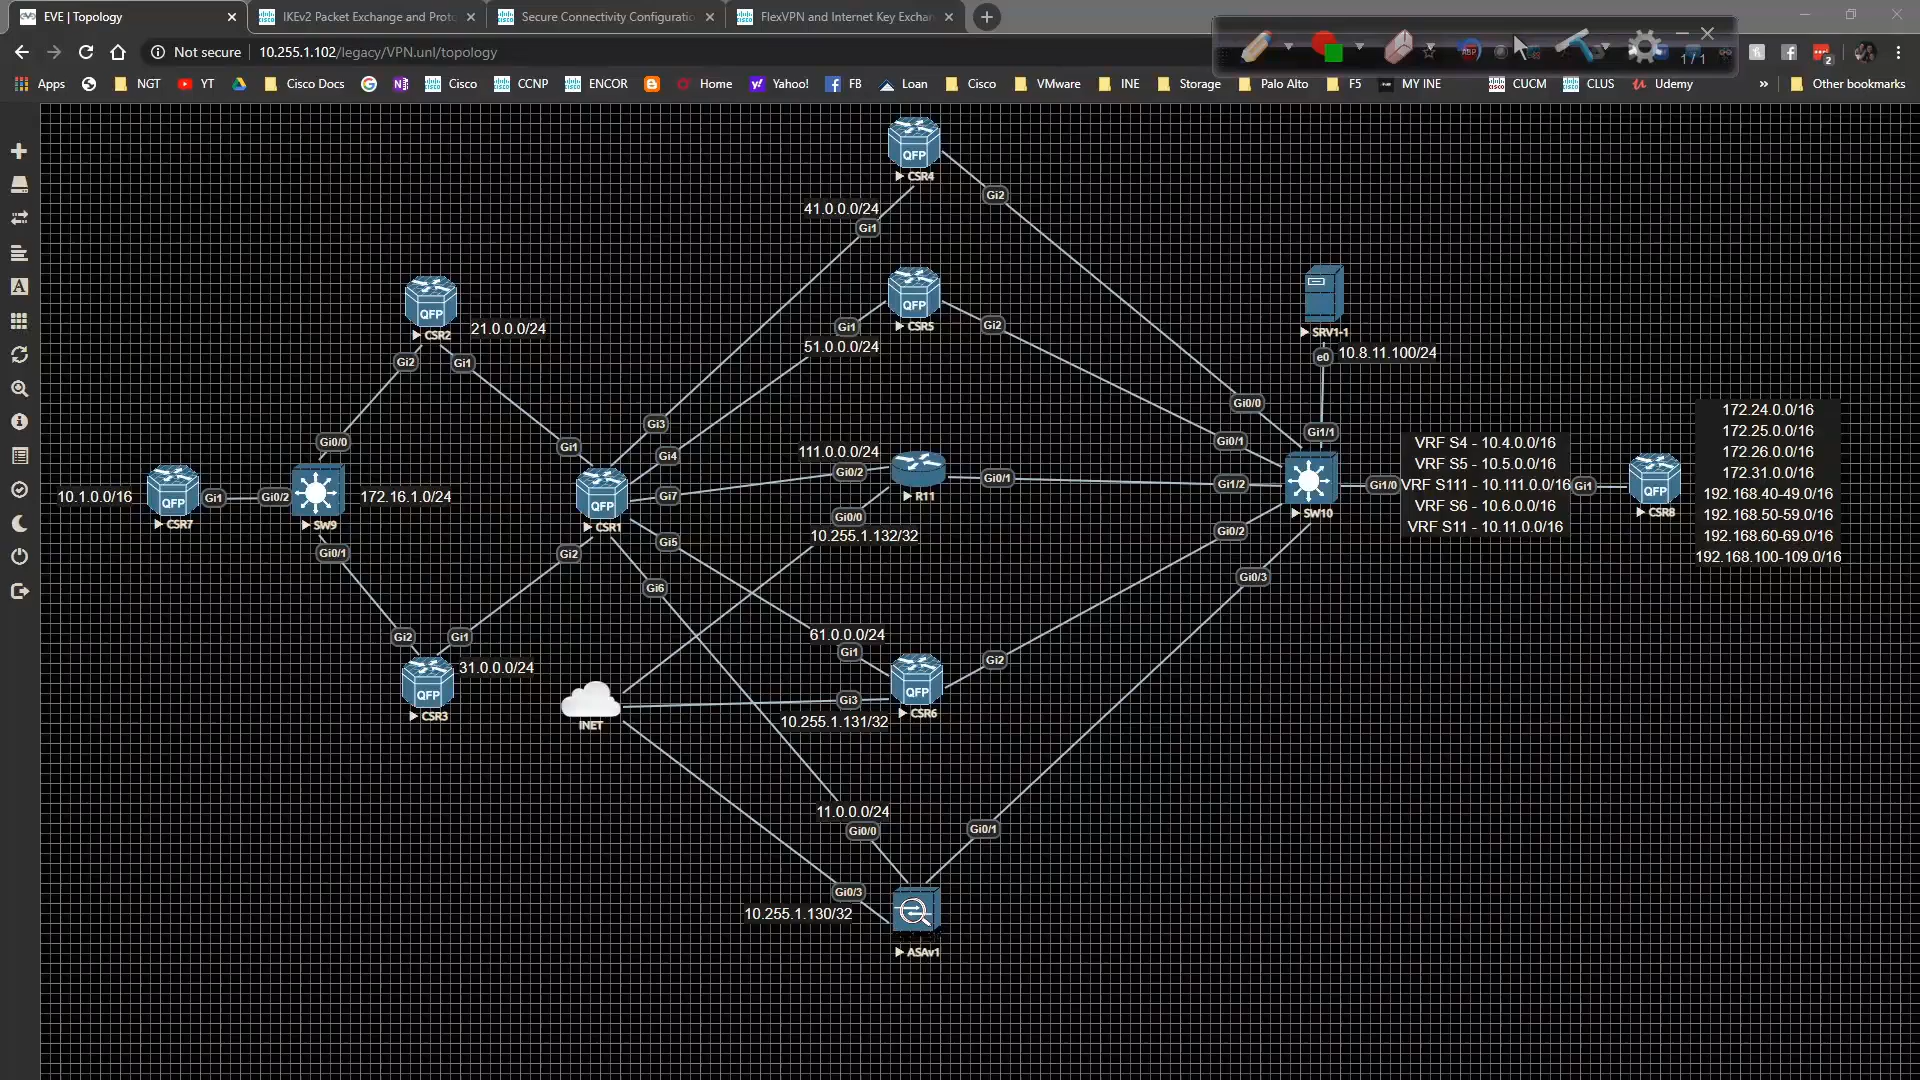 EVE | Topology
IKEv2 Packet Exchange and Proto
Secure Connectivity Configuratio
FlexVPN and Internet Key Exchan
Not secure
10.255.1.102/legacy/VPN.unl/topology
1 / 1
2
Apps
NGT
YT
Cisco Docs
Cisco
CCNP
ENCOR
Home
Yahoo!
FB
Loan
Cisco
VMware
INE
Storage
Palo Alto
F5
MY INE
CUCM
CLUS
Udemy
»
Other bookmarks
QFP
CSR4
Gi2
41.0.0.0/24
Gi1
QFP
CSR5
Gi1
Gi2
51.0.0.0/24
QFP
CSR2
21.0.0.0/24
Gi2
Gi1
SRV1-1
e0
10.8.11.100/24
Gi0/0
Gi0/0
Gi1
Gi3
Gi4
Gi0/1
Gi1/1
111.0.0.0/24
Gi0/2
R11
Gi0/1
Gi1/2
10.1.0.0/16
QFP
CSR7
Gi1
Gi0/2
SW9
172.16.1.0/24
QFP
CSR1
Gi7
Gi0/0
10.255.1.132/32
SW10
Gi1/0
VRF S4 - 10.4.0.0/16
VRF S5 - 10.5.0.0/16
VRF S111 - 10.111.0.0/16
VRF S6 - 10.6.0.0/16
VRF S11 - 10.11.0.0/16
Gi1
QFP
CSR8
172.24.0.0/16
172.25.0.0/16
172.26.0.0/16
172.31.0.0/16
192.168.40-49.0/16
192.168.50-59.0/16
192.168.60-69.0/16
192.168.100-109.0/16
Gi0/1
Gi2
Gi5
Gi6
Gi0/2
Gi0/3
Gi2
Gi1
QFP
CSR3
31.0.0.0/24
61.0.0.0/24
Gi1
Gi2
QFP
CSR6
INET
Gi3
10.255.1.131/32
11.0.0.0/24
Gi0/0
Gi0/1
Gi0/3
10.255.1.130/32
ASAv1